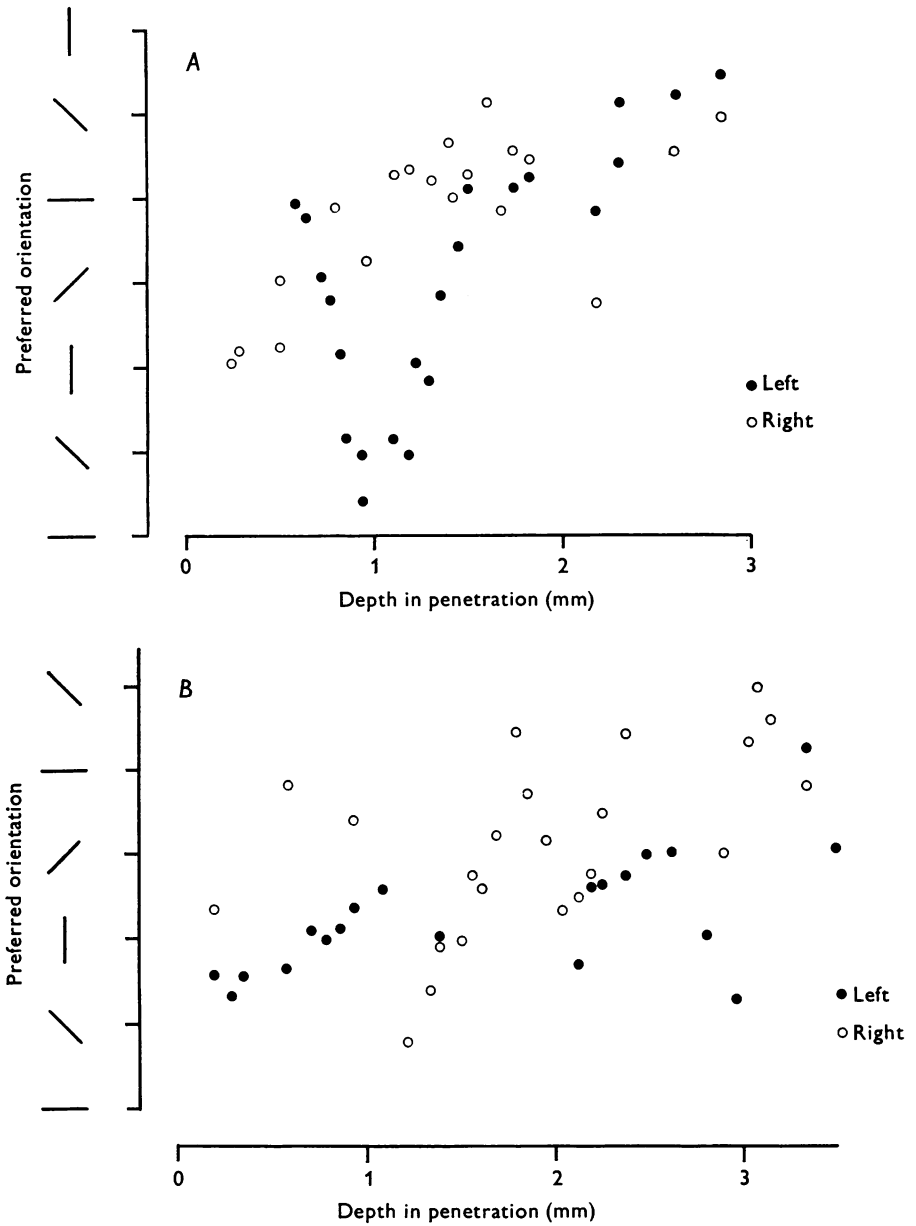 A
Preferred orientation
Left
Right
0 1 2 3
Depth in penetration (mm)
B
Preferred orientation
Left
Right
0 1 2 3
Depth in penetration (mm)